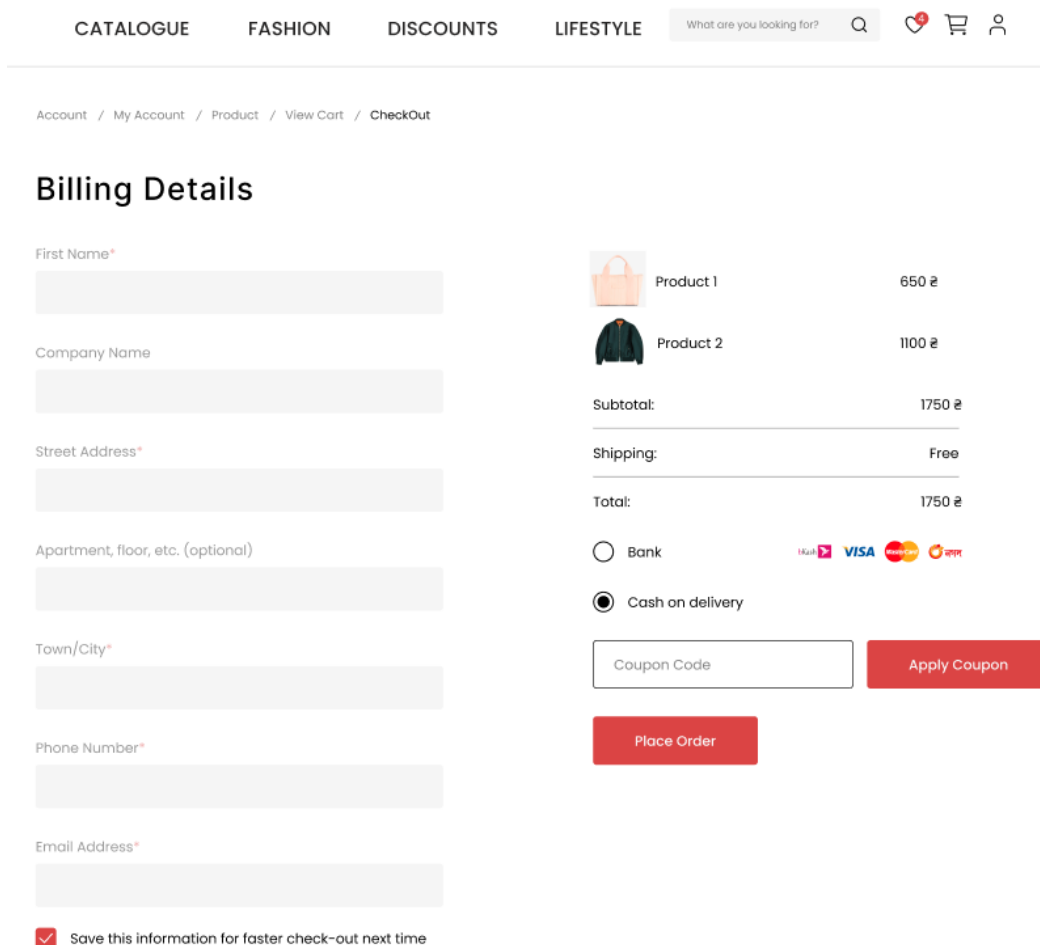 CATALOGUE FASHION DISCOUNTS LIFESTYLE What are you looking for? 4
Account / My Account / Product / View Cart / CheckOut
Billing Details
First Name*
Company Name
Street Address*
Apartment, floor, etc. (optional)
Town/City*
Phone Number*
Email Address*
Save this information for faster check-out next time
Product 1 650 ₴
Product 2 1100 ₴
Subtotal: 1750 ₴
Shipping: Free
Total: 1750 ₴
Bank bKash VISA MasterCard নগদ
Cash on delivery
Coupon Code Apply Coupon
Place Order